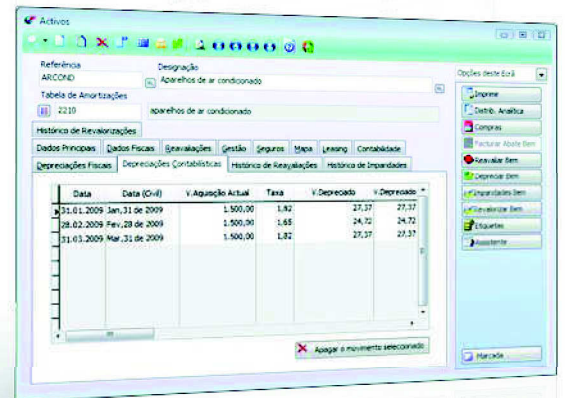 Activos
Referência
Designação
ARCOND
Aparelhos de ar condicionado
Tabela de Amortizações
2210
aparelhos de ar condicionado
Histórico de Revalorizações
Dados Principais Dados Fiscais Reavaliações Gestão Seguros Mapa Leasing Contabilidade
Depreciações Fiscais Depreciações Contabilísticas Histórico de Reavaliações Histórico de Imparidades
Data Data (Civil) V.Aquisção Actual Taxa V.Depreciado V.Depreciado
31.01.2009 Jan,31 de 2009 1.500,00 1,82 27,37 27,37
28.02.2009 Fev,28 de 2009 1.500,00 1,65 24,72 24,72
31.03.2009 Mar,31 de 2009 1.500,00 1,82 27,37 27,37
Apagar o movimento seleccionado
Opções deste
Imprime
Distrib. Analítica
Compras
Facturar Abate Bem
Reavaliar Bem
Depreciar Bem
Imparidades Bem
Revalorizar Bem
Etiquetas
Assistente
Marcada